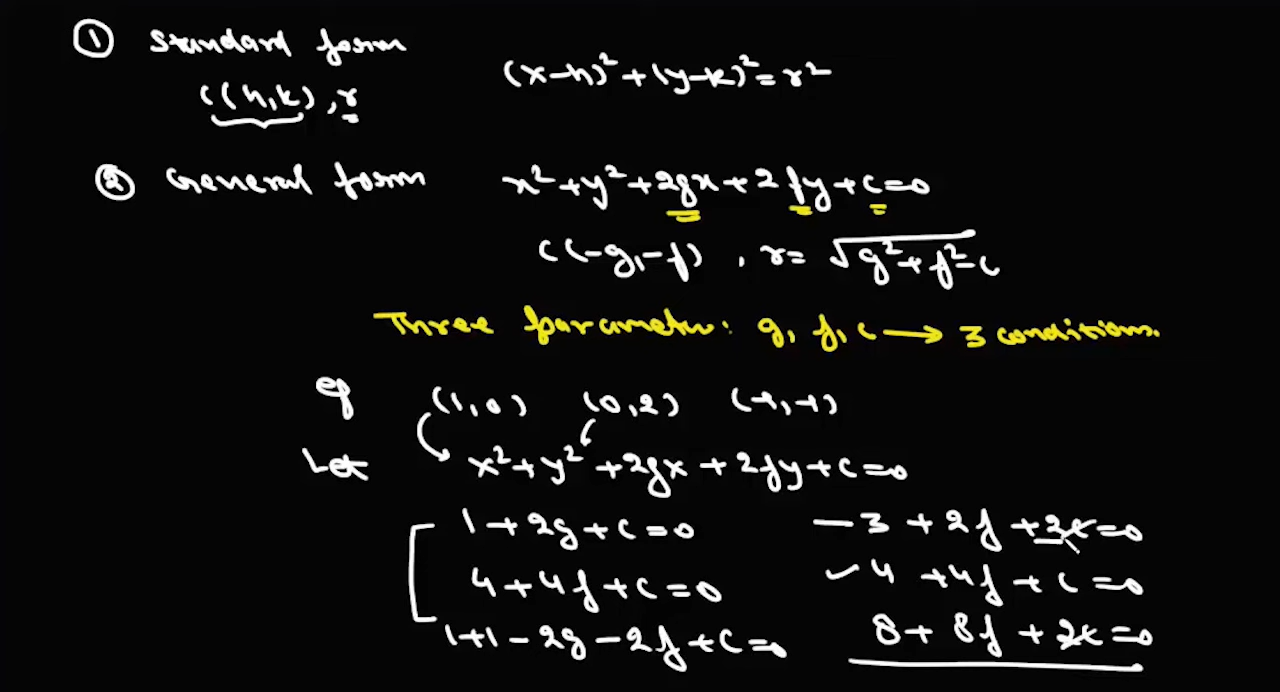 ① Standard form
(x-h)²+(y-k)²=r²
C(h,k), r
② General form x²+y²+2gx+2fy+c=0
C(-g,-f), r=√g²+f²-c
Three parameter: g, f, c → 3 conditions.
eg (1,0) (0,2) (-1,-1)
Let x²+y²+2gx+2fy+c=0
1+2g+c=0 -3+2f+2c=0
4+4f+c=0 ✓4+4f+c=0
1+1-2g-2f+c=0 8+8f+2c=0